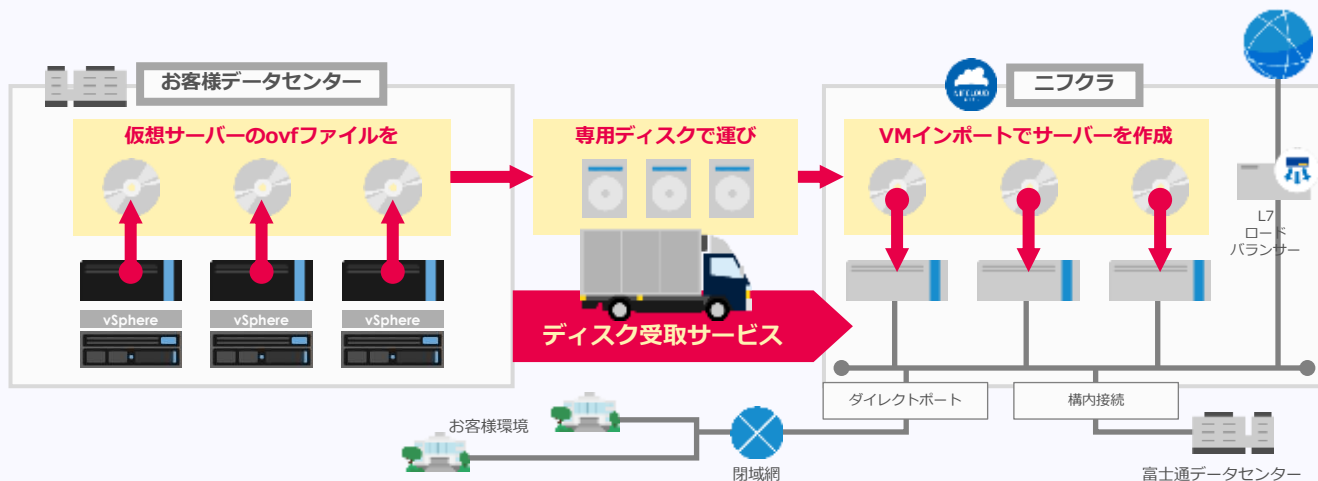 お客様データセンター
ニフクラ
仮想サーバーのovfファイルを
専用ディスクで運び
VMインポートでサーバーを作成
L7
ロード
バランサー
vSphere
vSphere
vSphere
ディスク受取サービス
ダイレクトポート
構内接続
お客様環境
閉域網
富士通データセンター